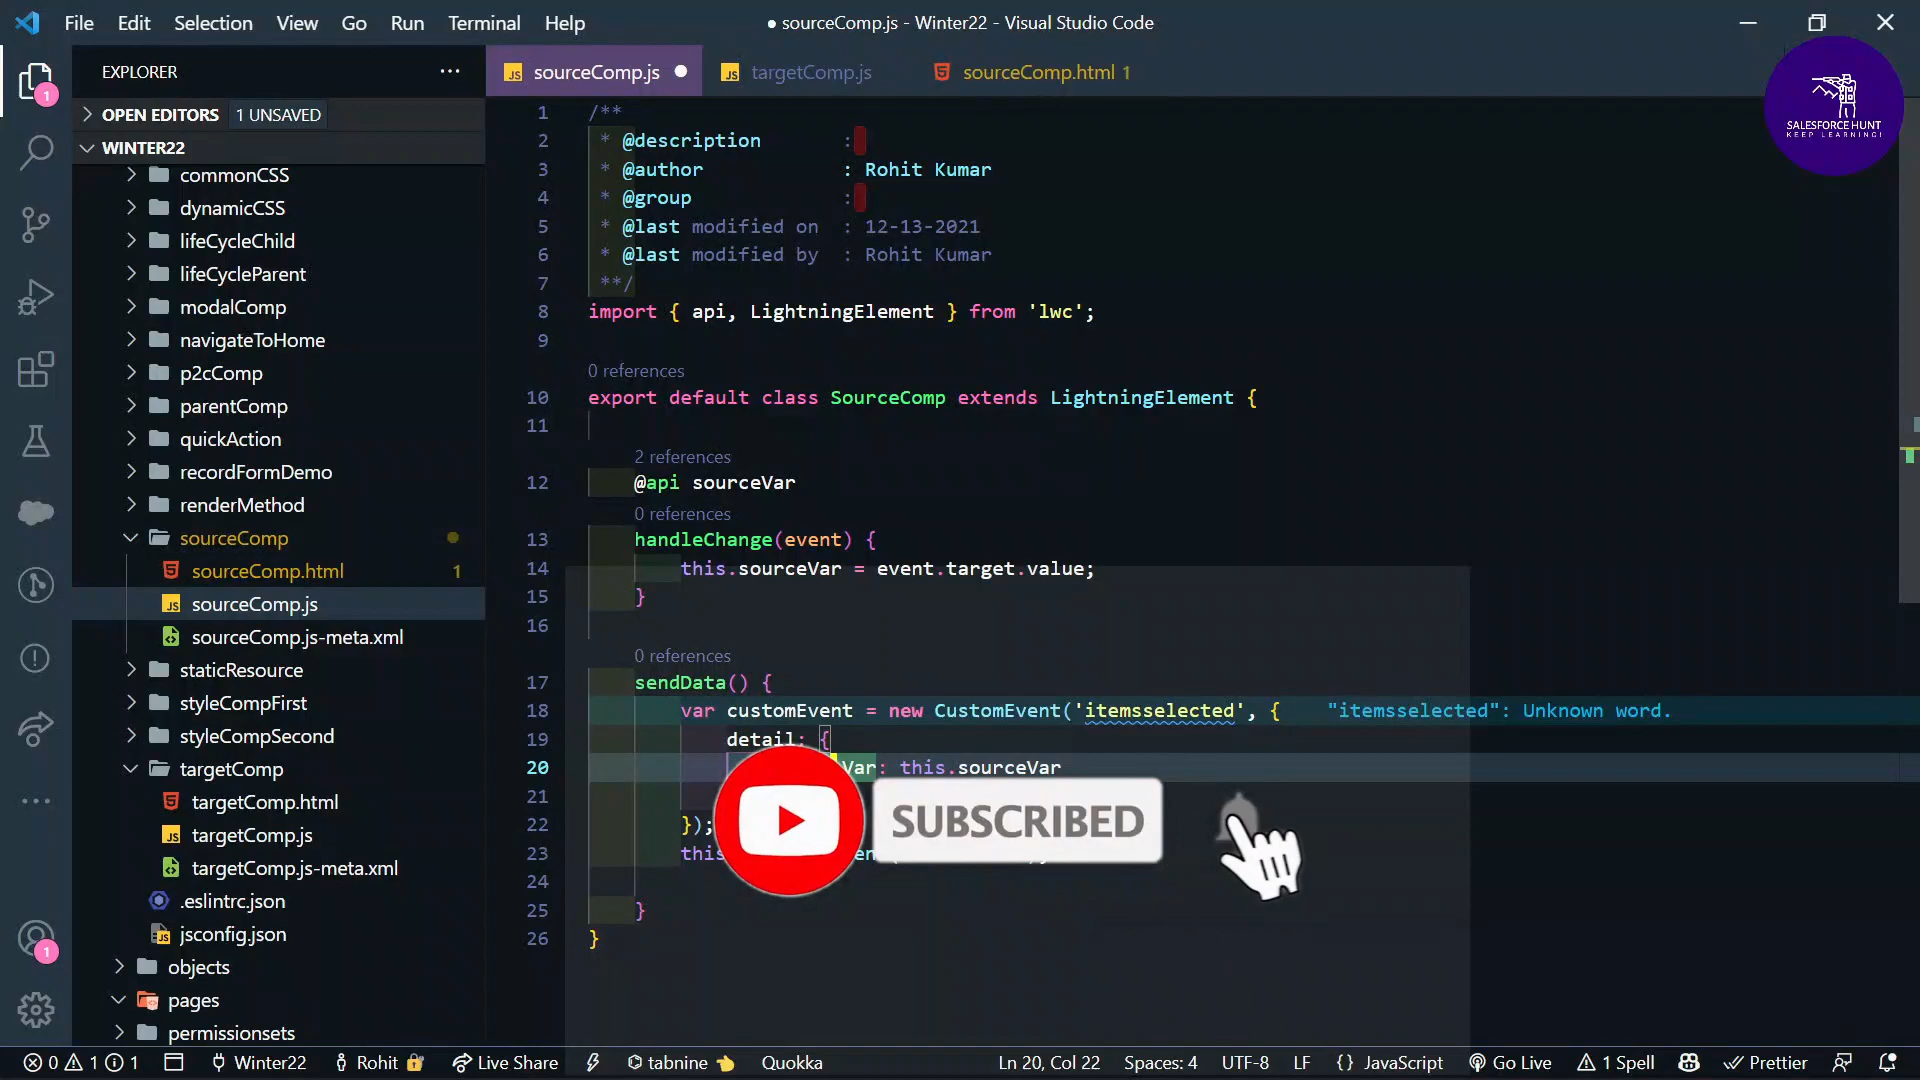 File Edit Selection View Go Run Terminal Help
● sourceComp.js - Winter22 - Visual Studio Code
EXPLORER ...
sourceComp.js
targetComp.js
sourceComp.html 1
SALESFORCE HUNT
KEEP LEARNING!
OPEN EDITORS 1 UNSAVED
WINTER22
commonCSS
dynamicCSS
lifeCycleChild
lifeCycleParent
modalComp
navigateToHome
p2cComp
parentComp
quickAction
recordFormDemo
renderMethod
sourceComp
sourceComp.html 1
sourceComp.js
sourceComp.js-meta.xml
staticResource
styleCompFirst
styleCompSecond
targetComp
targetComp.html
targetComp.js
targetComp.js-meta.xml
.eslintrc.json
jsconfig.json
objects
pages
permissionsets
1
1
1 /**
2 * @description :
3 * @author : Rohit Kumar
4 * @group :
5 * @last modified on : 12-13-2021
6 * @last modified by : Rohit Kumar
7 **/
8 import { api, LightningElement } from 'lwc';
9
0 references
10 export default class SourceComp extends LightningElement {
11
2 references
12 @api sourceVar
0 references
13 handleChange(event) {
14 this.sourceVar = event.target.value;
15 }
16
0 references
17 sendData() {
18 var customEvent = new CustomEvent('itemsselected', { "itemsselected": Unknown word.
19 detail: {
20 Var: this.sourceVar
21
22 });
23 this
24
25 }
26 }
SUBSCRIBED
0 1 1 Winter22 Rohit Live Share tabnine Quokka Ln 20, Col 22 Spaces: 4 UTF-8 LF {} JavaScript Go Live 1 Spell Prettier